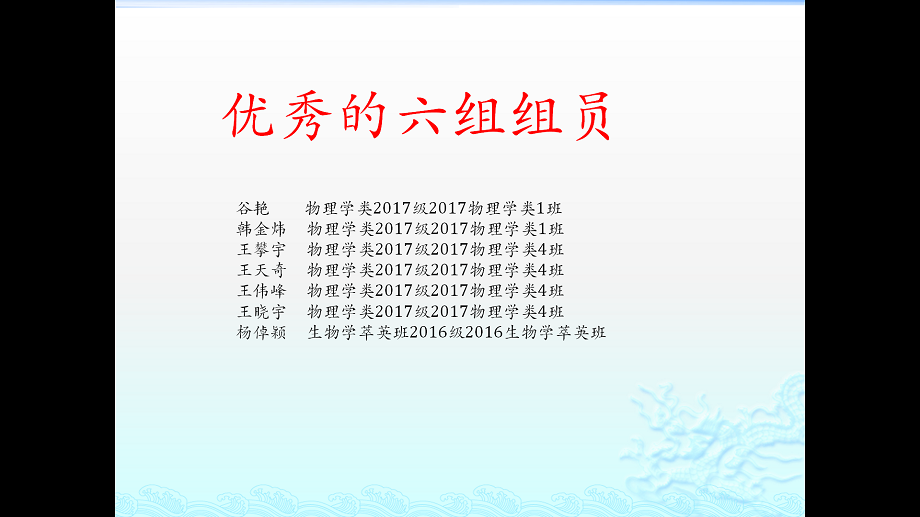 优秀的六组组员
谷艳 物理学类2017级2017物理学类1班
韩金炜 物理学类2017级2017物理学类1班
王攀宇 物理学类2017级2017物理学类4班
王天奇 物理学类2017级2017物理学类4班
王伟峰 物理学类2017级2017物理学类4班
王晓宇 物理学类2017级2017物理学类4班
杨倬颖 生物学萃英班2016级2016生物学萃英班